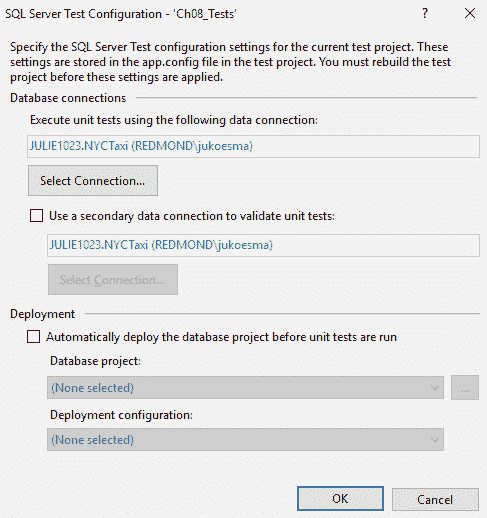 SQL Server Test Configuration - 'Ch08_Tests'
?
Specify the SQL Server Test configuration settings for the current test project. These
settings are stored in the app.config file in the test project. You must rebuild the test
project before these settings are applied.
Database connections
Execute unit tests using the following data connection:
JULIE1023.NYCTaxi (REDMOND\jukoesma)
Select Connection...
Use a secondary data connection to validate unit tests:
JULIE1023.NYCTaxi (REDMOND\jukoesma)
Select Connection...
Deployment
Automatically deploy the database project before unit tests are run
Database project:
(None selected)
...
Deployment configuration:
(None selected)
OK
Cancel